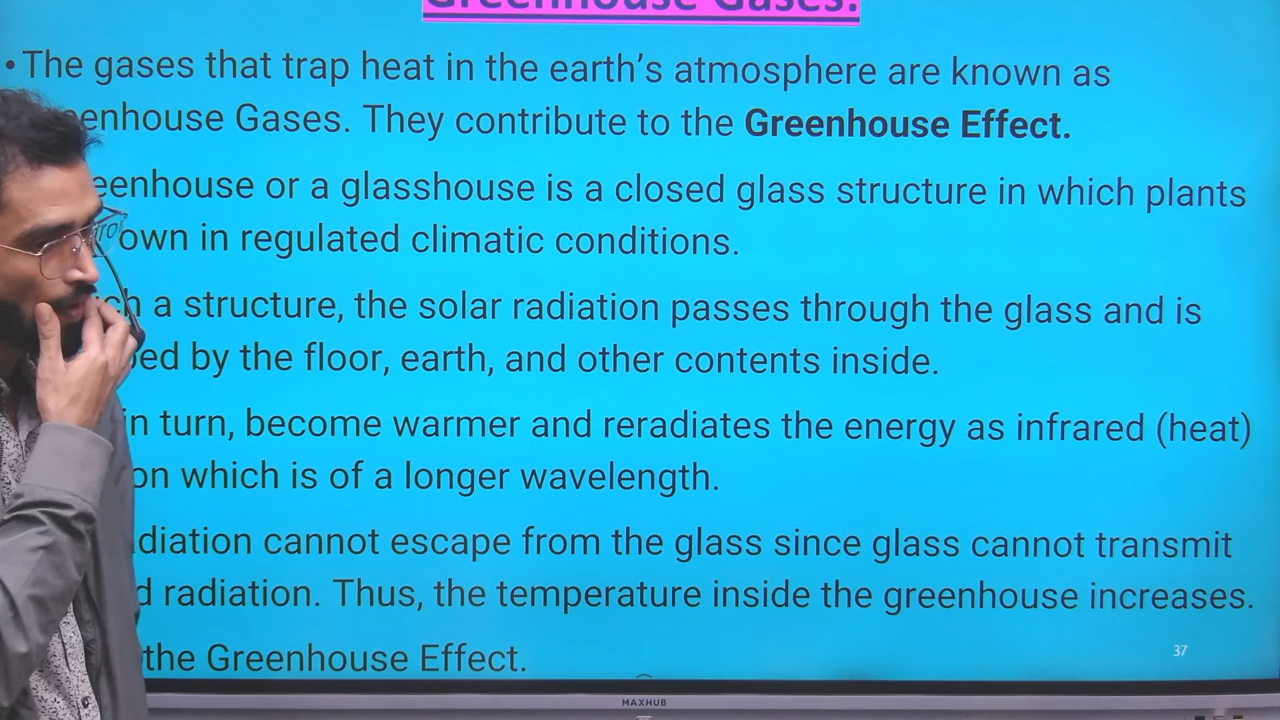 Greenhouse Gases:
• The gases that trap heat in the earth's atmosphere are known as
enhouse Gases. They contribute to the Greenhouse Effect.
eenhouse or a glasshouse is a closed glass structure in which plants
own in regulated climatic conditions.
ch a structure, the solar radiation passes through the glass and is
bed by the floor, earth, and other contents inside.
in turn, become warmer and reradiates the energy as infrared (heat)
on which is of a longer wavelength.
diation cannot escape from the glass since glass cannot transmit
d radiation. Thus, the temperature inside the greenhouse increases.
the Greenhouse Effect.
37
MAXHUB